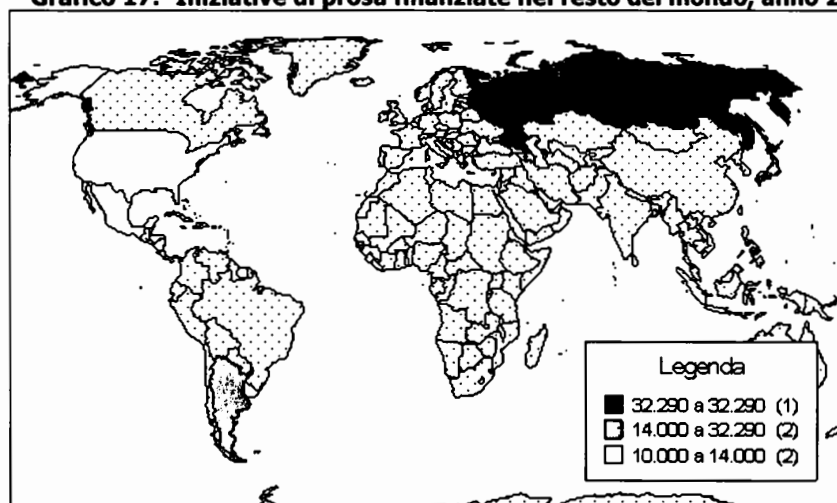 Grafico 17: Iniziative di prosa finanziate nel resto del mondo, anno
Legenda
32.290 a 32.290 (1)
14.000 a 32.290 (2)
10.000 a 14.000 (2)